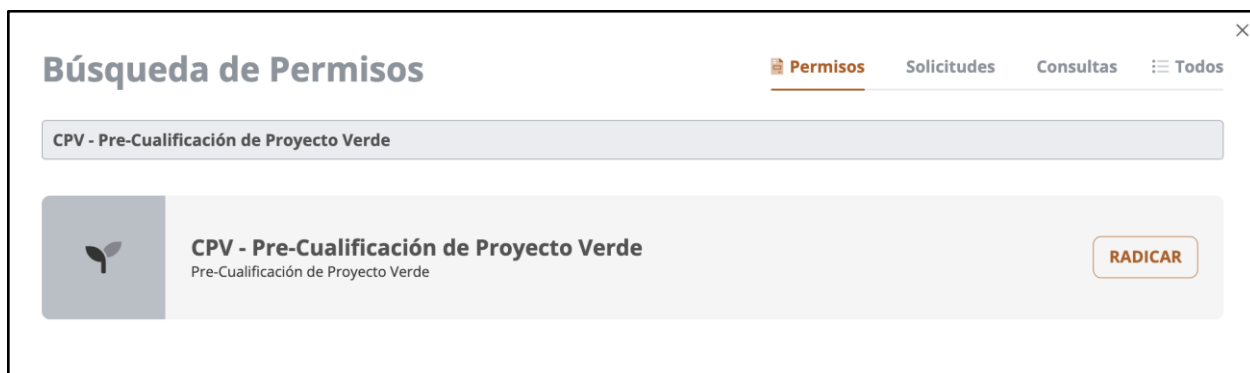 Búsqueda de Permisos
Permisos Solicitudes Consultas Todos
CPV - Pre-Cualificación de Proyecto Verde
CPV - Pre-Cualificación de Proyecto Verde
Pre-Cualificación de Proyecto Verde
RADICAR